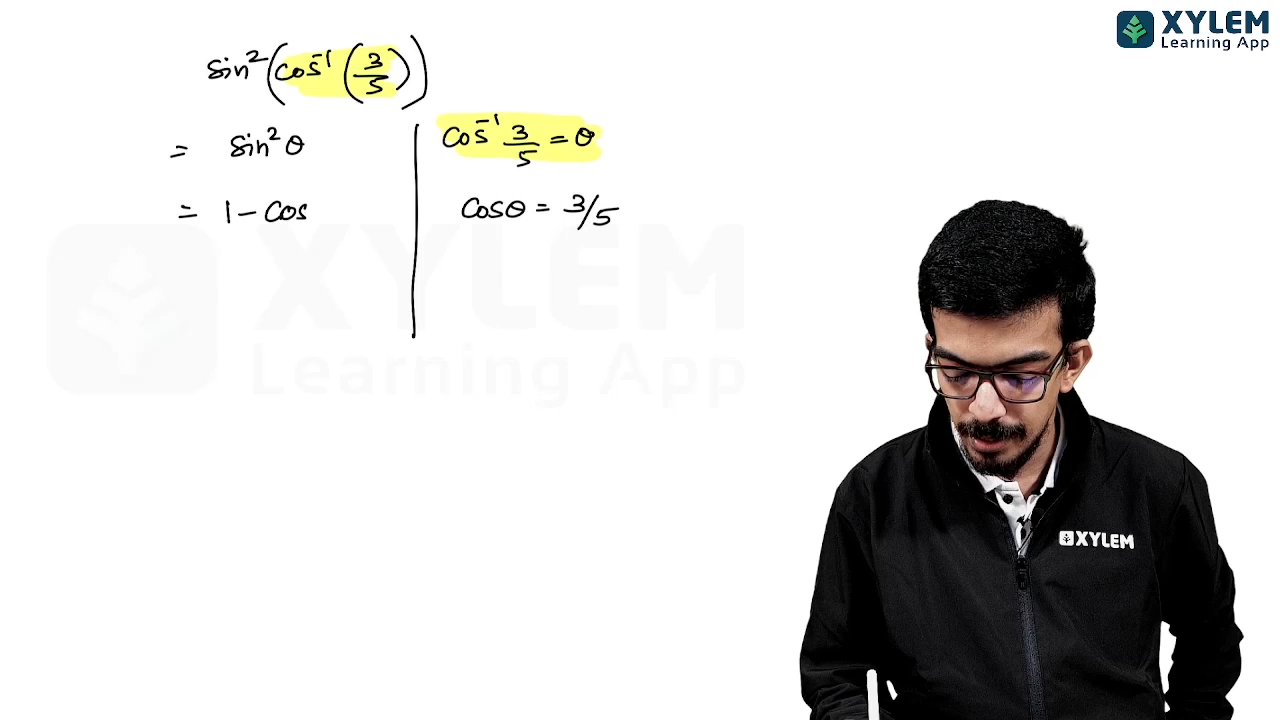 XYLEM
Learning App
sin²(cos⁻¹(3/5))
= sin²θ
= 1 - cos
cos⁻¹ 3/5 = θ
cosθ = 3/5
XYLEM
Learning App
XYLEM